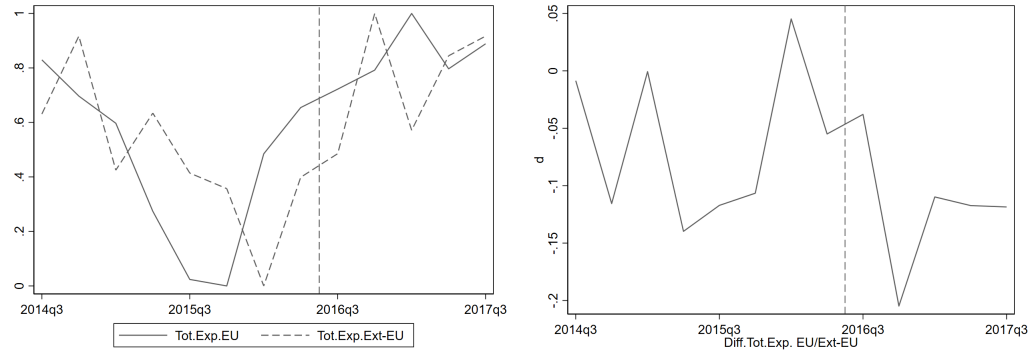 1
.8
.6
.4
.2
0
2014q3 2015q3 2016q3 2017q3
Tot.Exp.EU Tot.Exp.Ext-EU
.05
0
-.05
-.1
-.15
-.2
d
2014q3 2015q3 2016q3 2017q3
Diff.Tot.Exp. EU/Ext-EU